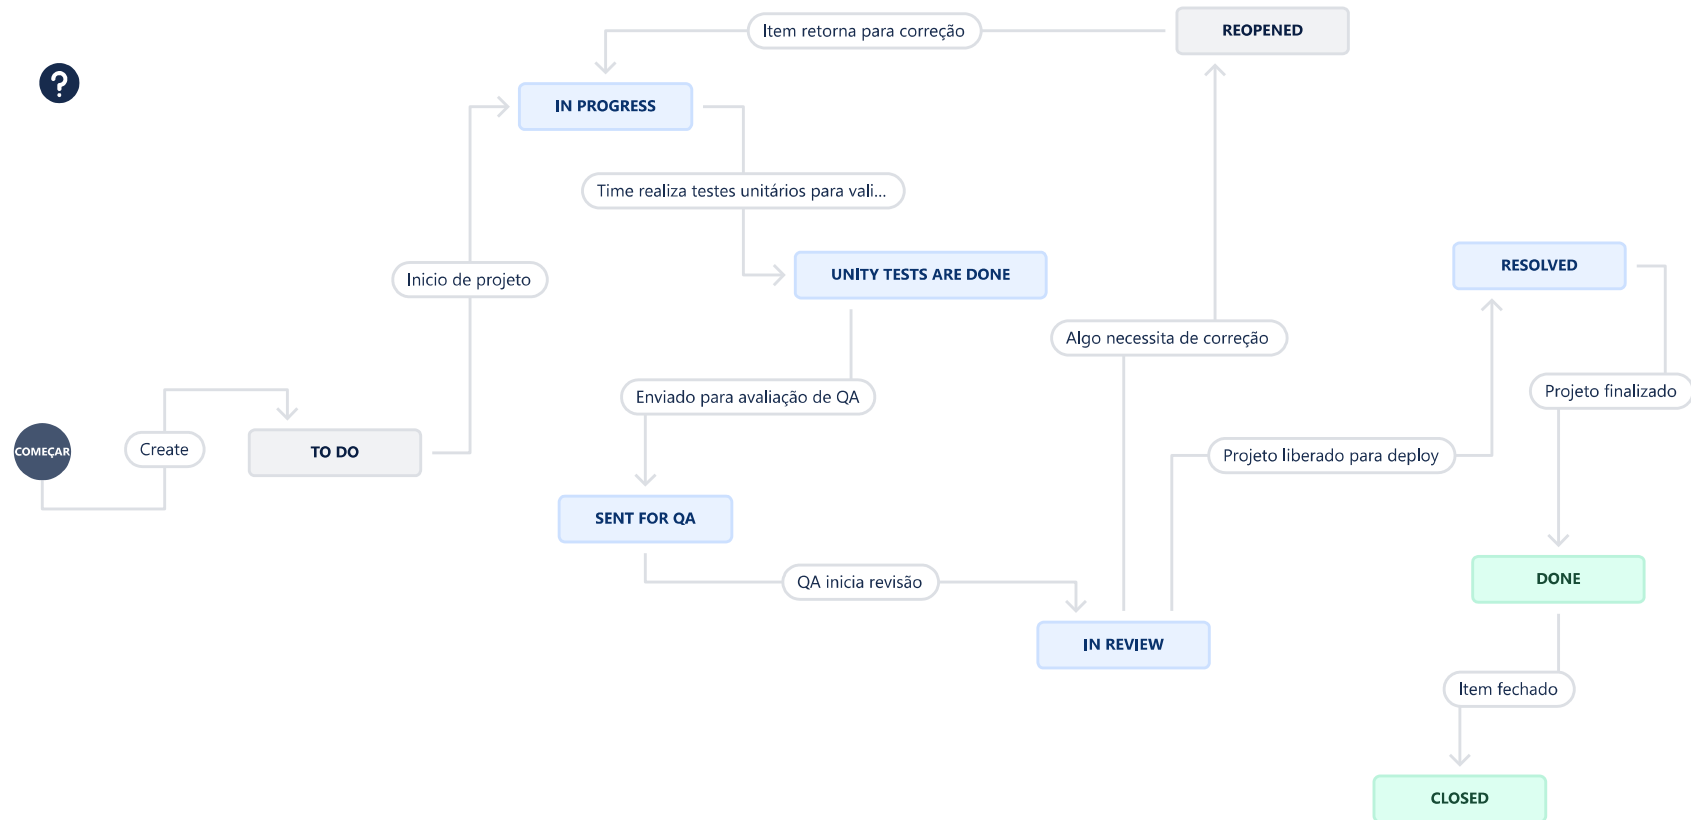 Item retorna para correção
REOPENED
?
IN PROGRESS
Time realiza testes unitários para vali...
Inicio de projeto
UNITY TESTS ARE DONE
RESOLVED
Algo necessita de correção
Enviado para avaliação de QA
Projeto finalizado
COMEÇAR
Create
TO DO
Projeto liberado para deploy
SENT FOR QA
QA inicia revisão
DONE
IN REVIEW
Item fechado
CLOSED